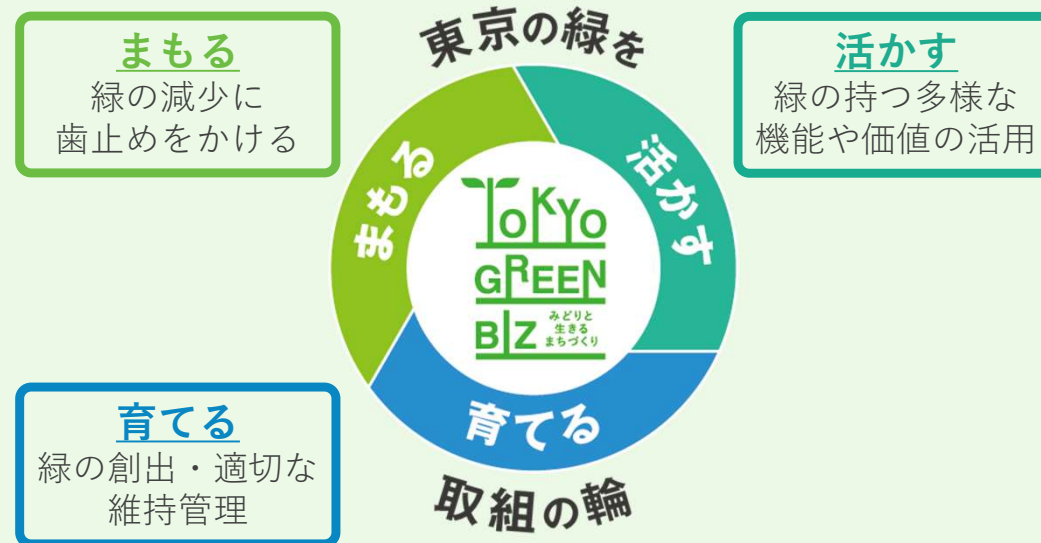 まもる
緑の減少に
歯止めをかける
東京の緑を
活かす
緑の持つ多様な
機能や価値の活用
まもる
活かす
TOKYO
GREEN
BIZ
みどりと
生きる
まちづくり
育てる
育てる
緑の創出・適切な
維持管理
取組の輪